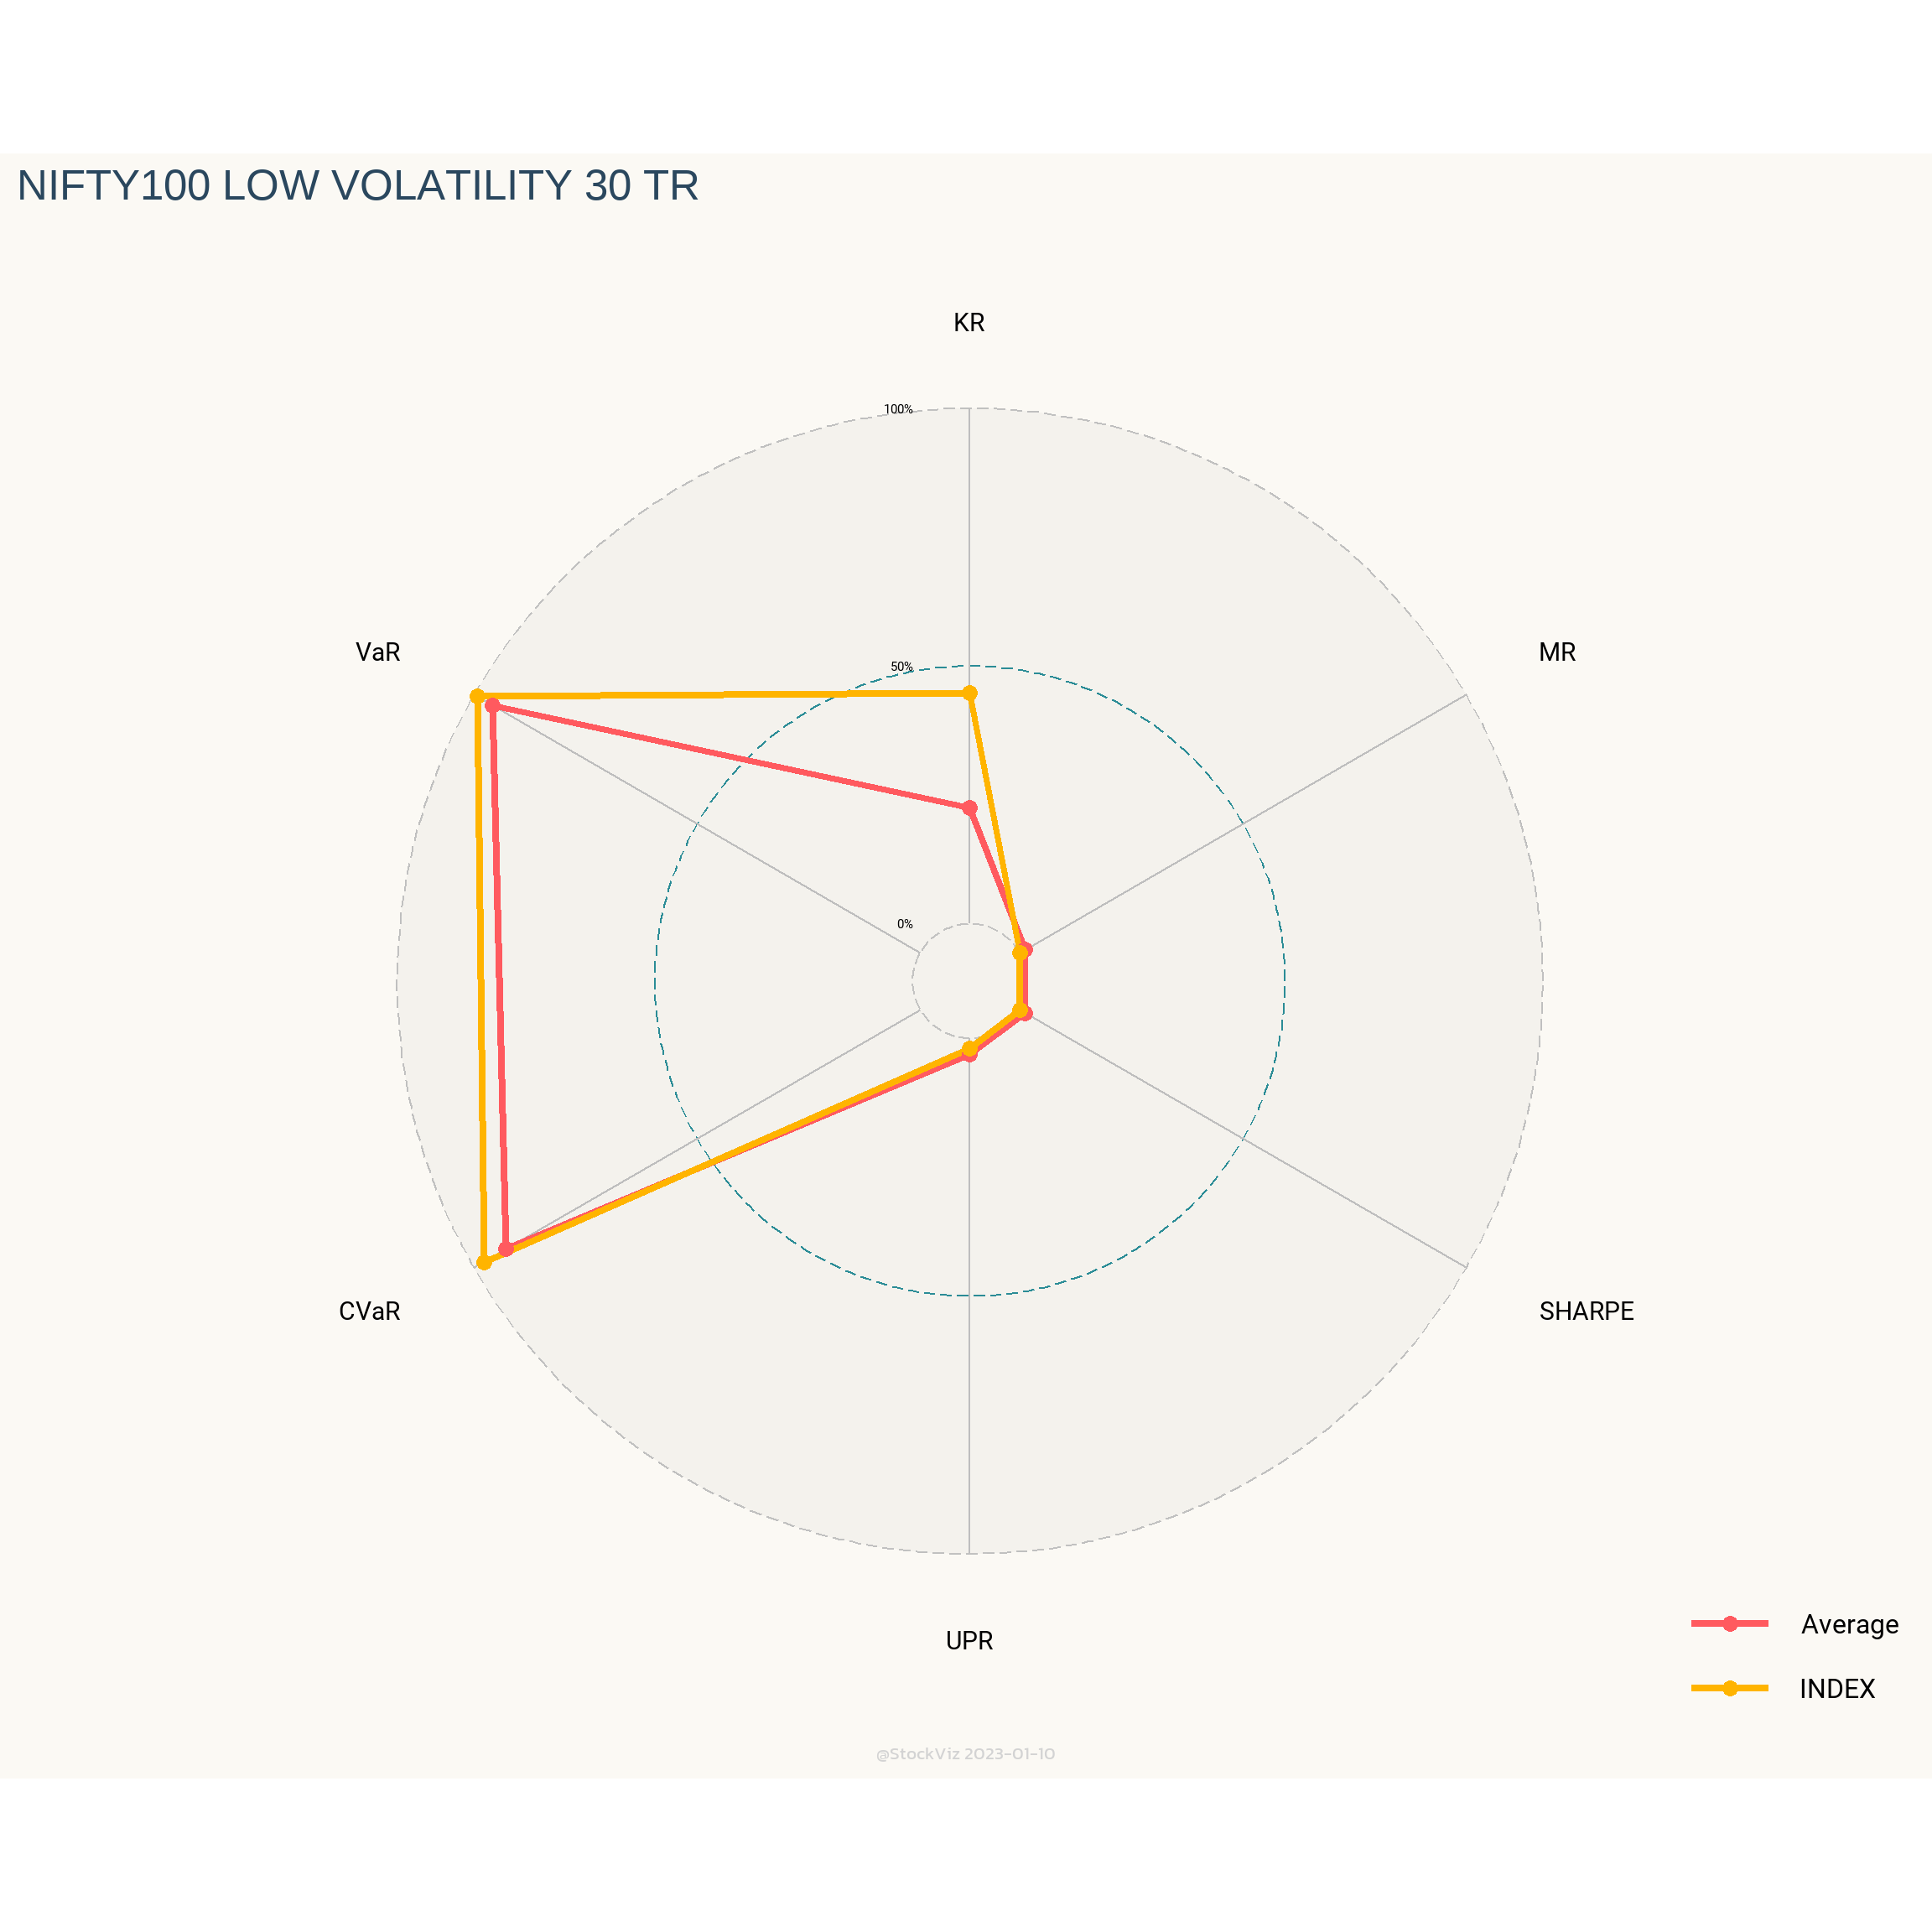 NIFTY100 LOW VOLATILITY 30 TR
KR
100%
VaR
MR
50%
0%
CVaR
SHARPE
UPR
Average
INDEX
@StockViz 2023-01-10